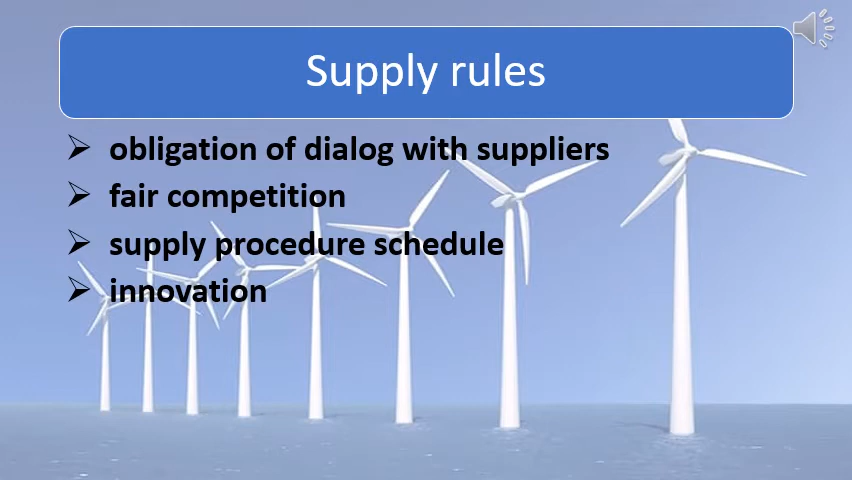 Supply rules
obligation of dialog with suppliers
fair competition
supply procedure schedule
innovation